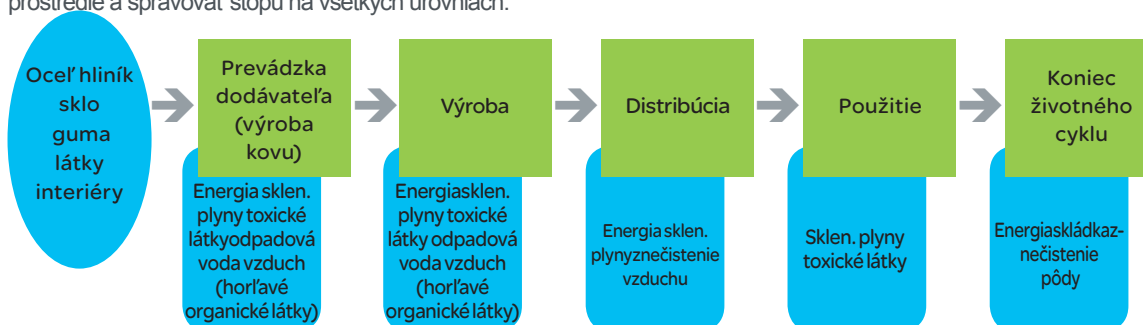 prostredie a spravovať stopu na všetkých úrovniach.
Oceľ hliník
sklo
guma
látky
interiéry
Prevádzka
dodávateľa
(výroba
kovu)
Energia sklen.
plyny toxické
látkyodpadová
voda vzduch
(horľavé
organické látky)
Výroba
Energiasklen.
plyny toxické
látky odpadová
voda vzduch
(horľavé
organické látky)
Distribúcia
Energia sklen.
plynyznečistenie
vzduchu
Použitie
Sklen. plyny
toxické látky
Koniec
životného
cyklu
Energiaskládkaz-
nečistenie
pôdy